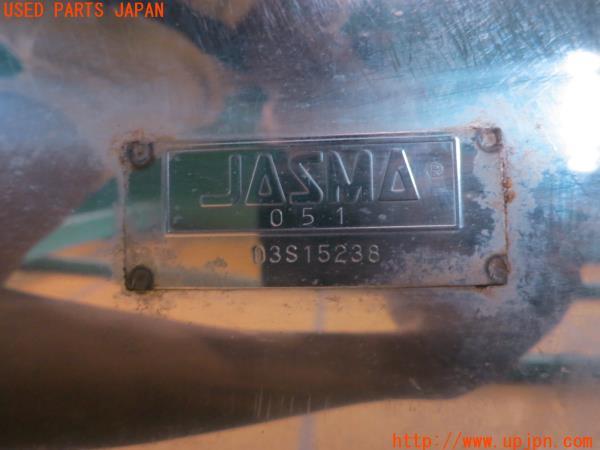 USED PARTS JAPAN
JASMA®
051
03S15238
http://www.upjpn.com/